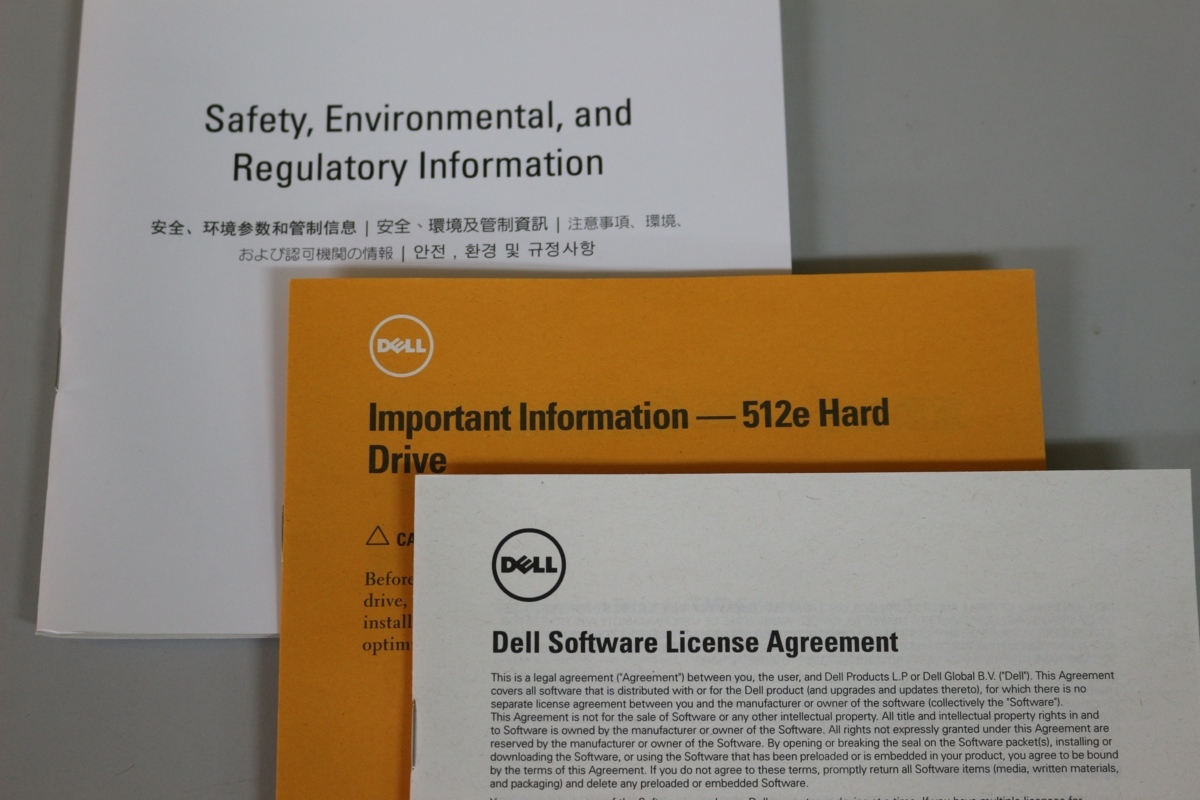 Safety, Environmental, and
Regulatory Information
安全、环境参数和管制信息 | 安全、環境及管制資訊 | 注意事項、環境、
および認可機関の情報 | 안전 , 환경 및 규정사항
DELL
Important Information — 512e Hard
Drive
Before
drive,
DELL
Dell Software License Agreement
This is a legal agreement ("Agreement") between you, the user, and Dell Products L.P or Dell Global B.V. ("Dell"). This Agreement
covers all software that is distributed with or for the Dell product (and upgrades and updates thereto), for which there is no
separate license agreement between you and the manufacturer or owner of the software (collectively the "Software").
This Agreement is not for the sale of Software or any other intellectual property. All title and intellectual property rights in and
to Software is owned by the manufacturer or owner of the Software. All rights not expressly granted under this Agreement are
reserved by the manufacturer or owner of the Software. By opening or breaking the seal on the Software packet(s), installing or
downloading the Software, or using the Software that has been preloaded or is embedded in your product, you agree to be bound
by the terms of this Agreement. If you do not agree to these terms, promptly return all Software items (media, written materials,
and packaging) and delete any preloaded or embedded Software.